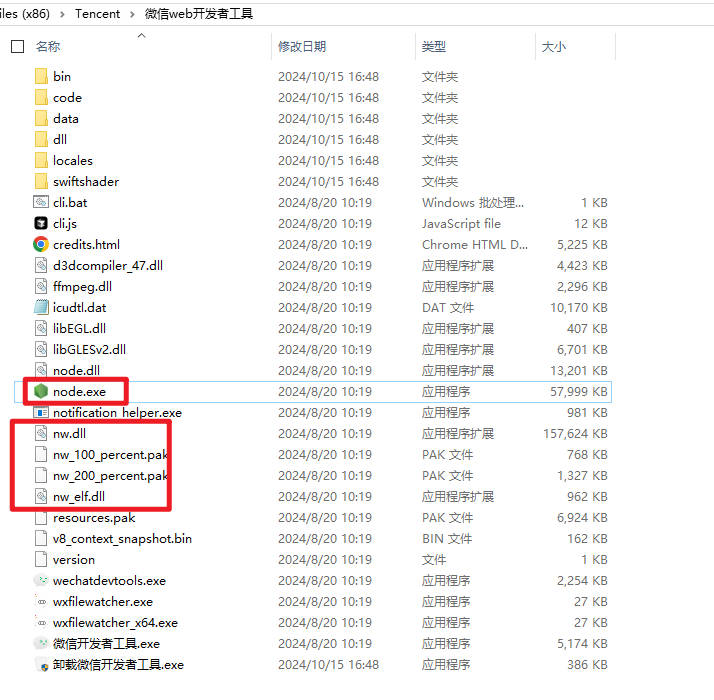 iles (x86) › Tencent › 微信web开发者工具
名称 修改日期 类型 大小
bin 2024/10/15 16:48 文件夹
code 2024/10/15 16:48 文件夹
data 2024/10/15 16:48 文件夹
dll 2024/10/15 16:48 文件夹
locales 2024/10/15 16:48 文件夹
swiftshader 2024/10/15 16:48 文件夹
cli.bat 2024/8/20 10:19 Windows 批处理... 1 KB
cli.js 2024/8/20 10:19 JavaScript file 12 KB
credits.html 2024/8/20 10:19 Chrome HTML D... 5,225 KB
d3dcompiler_47.dll 2024/8/20 10:19 应用程序扩展 4,423 KB
ffmpeg.dll 2024/8/20 10:19 应用程序扩展 2,296 KB
icudtl.dat 2024/8/20 10:19 DAT 文件 10,170 KB
libEGL.dll 2024/8/20 10:19 应用程序扩展 407 KB
libGLESv2.dll 2024/8/20 10:19 应用程序扩展 6,701 KB
node.dll 2024/8/20 10:19 应用程序扩展 13,201 KB
node.exe 2024/8/20 10:19 应用程序 57,999 KB
notification_helper.exe 2024/8/20 10:19 应用程序 981 KB
nw.dll 2024/8/20 10:19 应用程序扩展 157,624 KB
nw_100_percent.pak 2024/8/20 10:19 PAK 文件 768 KB
nw_200_percent.pak 2024/8/20 10:19 PAK 文件 1,327 KB
nw_elf.dll 2024/8/20 10:19 应用程序扩展 962 KB
resources.pak 2024/8/20 10:19 PAK 文件 6,924 KB
v8_context_snapshot.bin 2024/8/20 10:19 BIN 文件 162 KB
version 2024/8/20 10:19 文件 1 KB
wechatdevtools.exe 2024/8/20 10:19 应用程序 2,254 KB
wxfilewatcher.exe 2024/8/20 10:19 应用程序 27 KB
wxfilewatcher_x64.exe 2024/8/20 10:19 应用程序 27 KB
微信开发者工具.exe 2024/8/20 10:19 应用程序 5,174 KB
卸载微信开发者工具.exe 2024/10/15 16:48 应用程序 386 KB